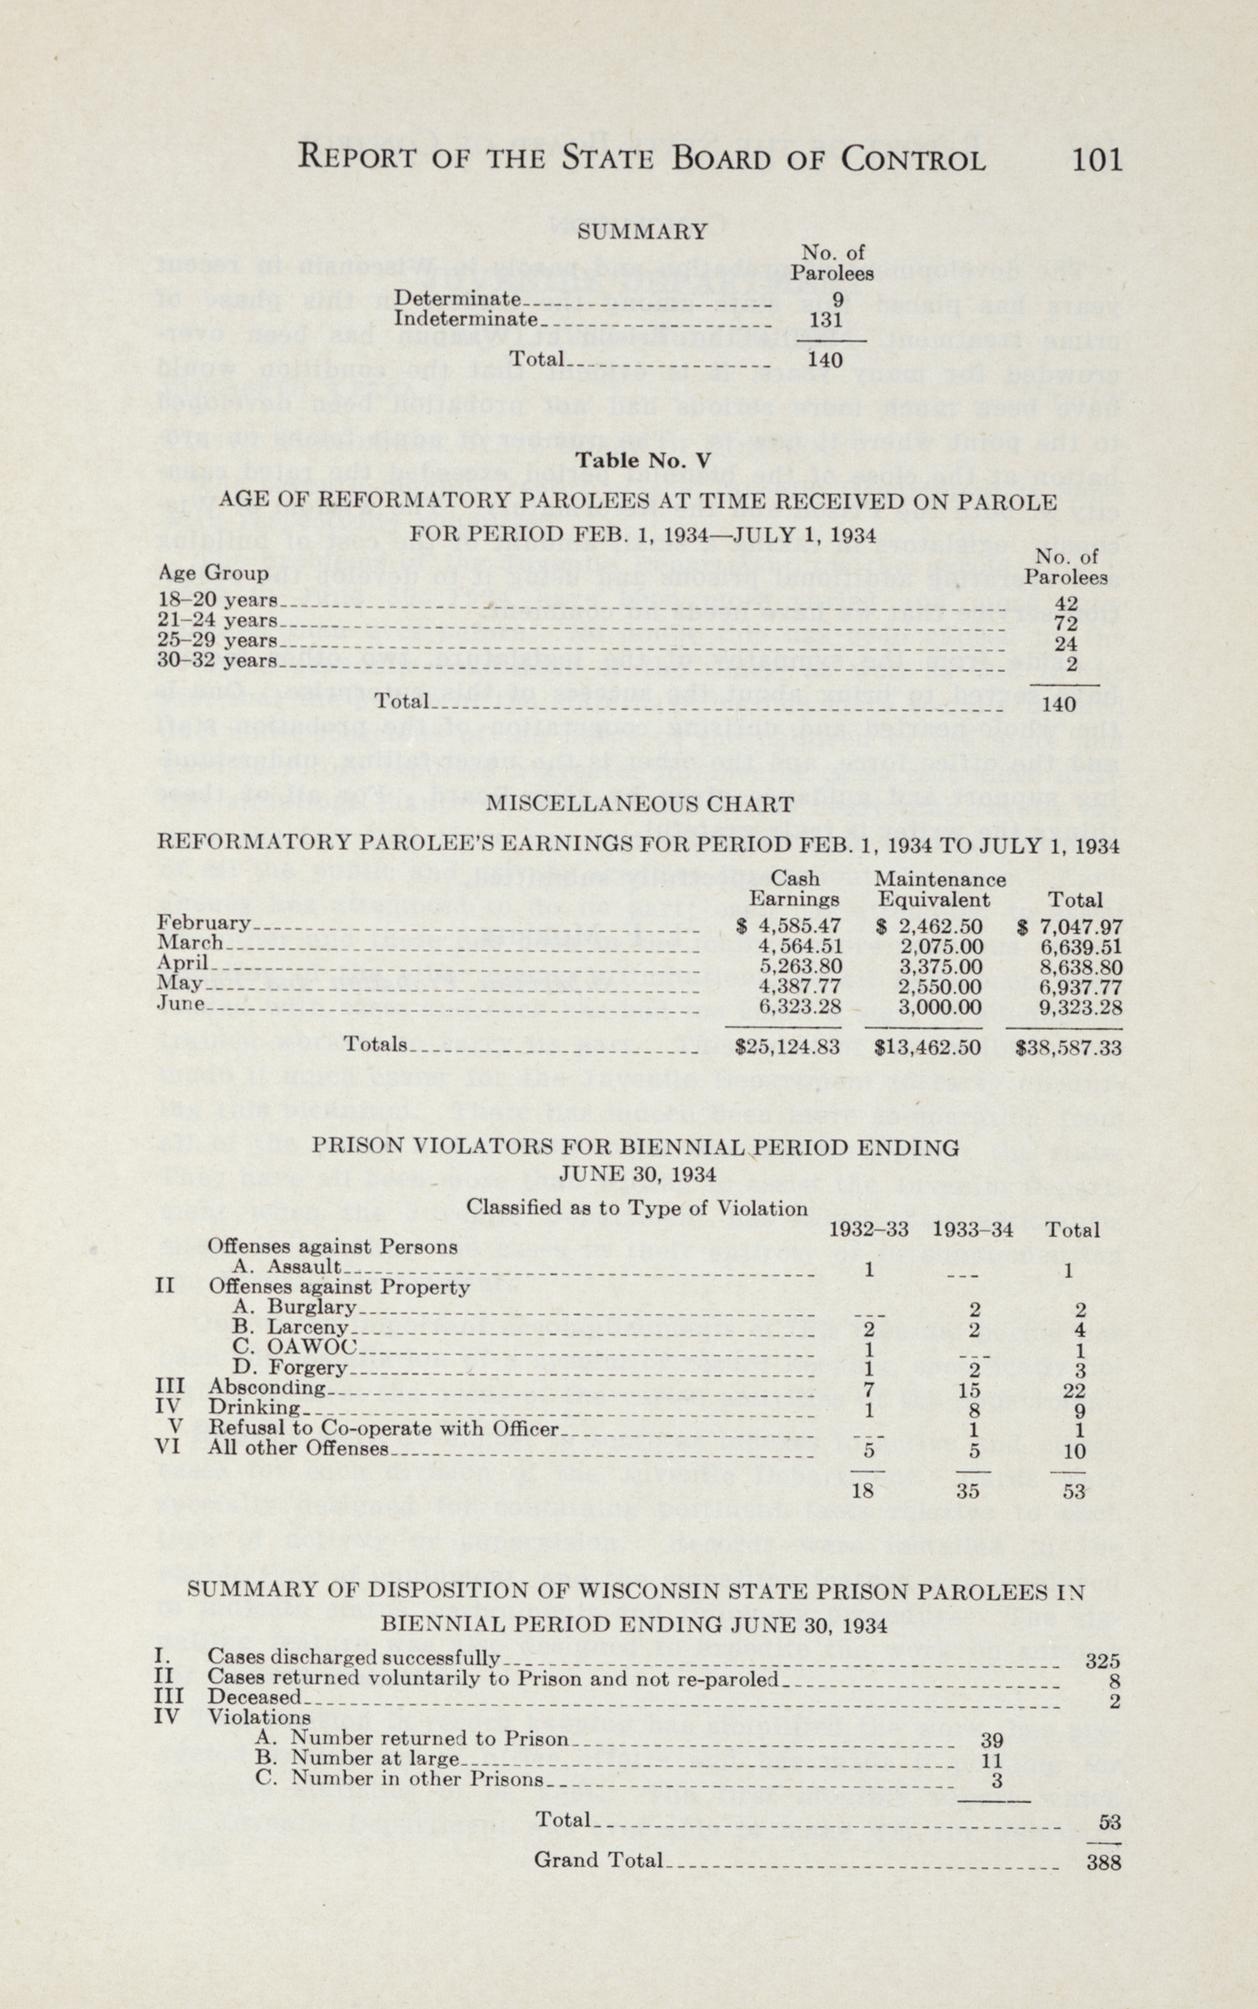 REPORT OF THE STATE BOARD OF CONTROL 101
SUMMARY
No. of
Parolees
Determinate 9
Indeterminate 131
Total 140
Table No. V
AGE OF REFORMATORY PAROLEES AT TIME RECEIVED ON PAROLE
FOR PERIOD FEB. 1, 1934—JULY 1, 1934
No. of
Age Group Parolees
18–20 years 42
21–24 years 72
25–29 years 24
30–32 years 2
Total 140
MISCELLANEOUS CHART
REFORMATORY PAROLEE'S EARNINGS FOR PERIOD FEB. 1, 1934 TO JULY 1, 1934
Cash Maintenance
Earnings Equivalent Total
February $ 4,585.47 $ 2,462.50 $ 7,047.97
March 4,564.51 2,075.00 6,639.51
April 5,263.80 3,375.00 8,638.80
May 4,387.77 2,550.00 6,937.77
June 6,323.28 3,000.00 9,323.28
Totals $25,124.83 $13,462.50 $38,587.33
PRISON VIOLATORS FOR BIENNIAL PERIOD ENDING
JUNE 30, 1934
Classified as to Type of Violation
1932–33 1933–34 Total
Offenses against Persons
A. Assault 1 --- 1
II Offenses against Property
A. Burglary --- 2 2
B. Larceny 2 2 4
C. OAWOC 1 --- 1
D. Forgery 1 2 3
III Absconding 7 15 22
IV Drinking 1 8 9
V Refusal to Co-operate with Officer --- 1 1
VI All other Offenses 5 5 10
18 35 53
SUMMARY OF DISPOSITION OF WISCONSIN STATE PRISON PAROLEES IN
BIENNIAL PERIOD ENDING JUNE 30, 1934
I. Cases discharged successfully 325
II Cases returned voluntarily to Prison and not re-paroled 8
III Deceased 2
IV Violations
A. Number returned to Prison 39
B. Number at large 11
C. Number in other Prisons 3
Total 53
Grand Total 388